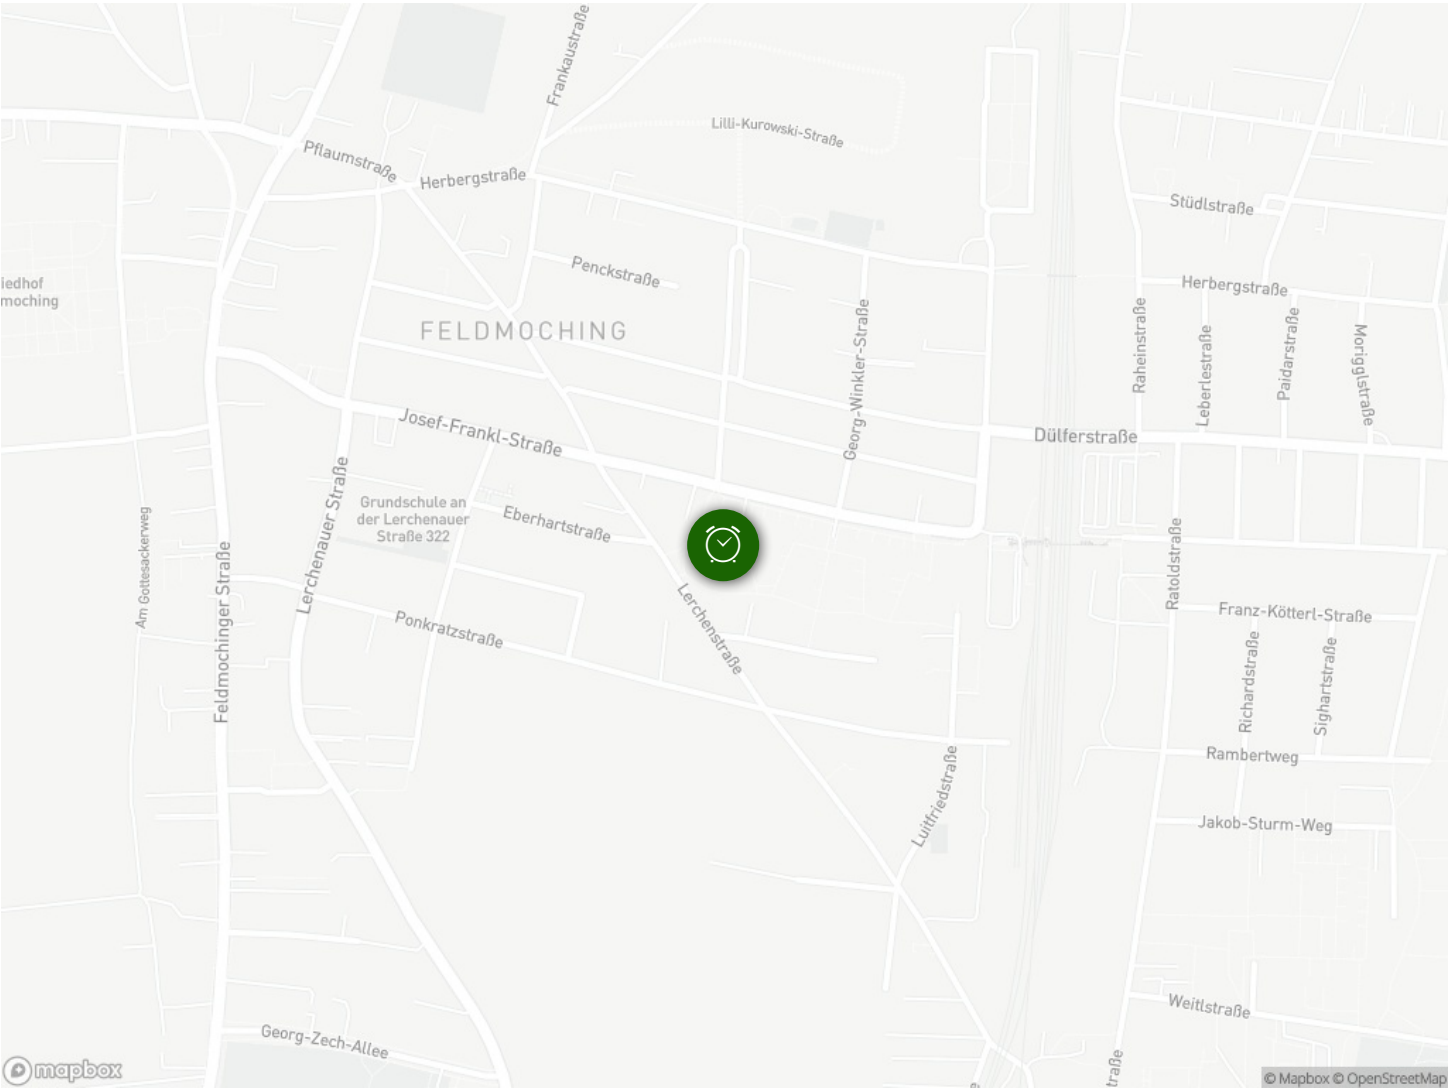 Frankaustraße
Lilli-Kurowski-Straße
Pflaumstraße
Herbergstraße
Stüdlstraße
Penckstraße
iedhof
moching
Herbergstraße
FELDMOCHING
Georg-Winkler-Straße
Raheinstraße
Leberlestraße
Paidarstraße
Morigglstraße
Josef-Frankl-Straße
Dülferstraße
Grundschule an
der Lerchenauer
Straße 322
Eberhartstraße
Lerchenauer Straße
Am Gottesackerweg
Feldmochinger Straße
Ratoldstraße
Lerchenstraße
Ponkratzstraße
Franz-Kötterl-Straße
Richardstraße
Sighartstraße
Rambertweg
Luitfriedstraße
Jakob-Sturm-Weg
Weitlstraße
Georg-Zech-Allee
traße
e
mapbox
© Mapbox © OpenStreetMap